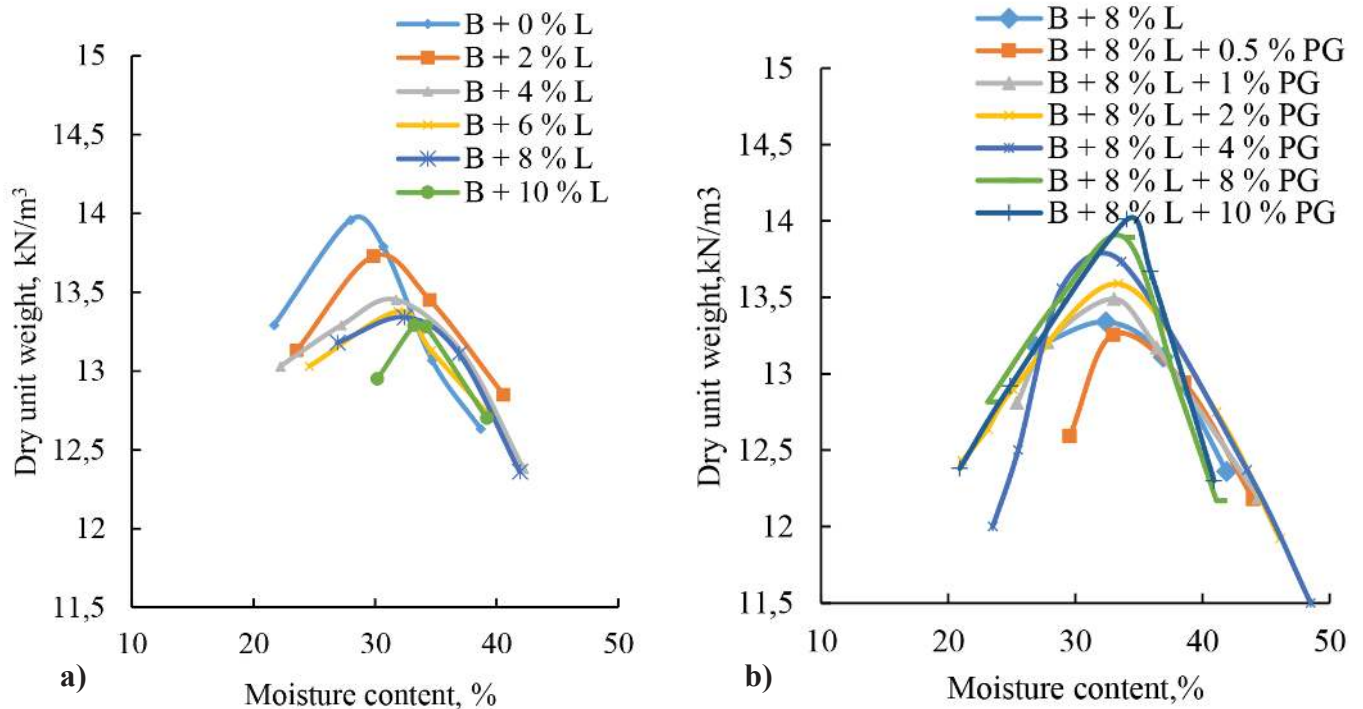 B + 0 % L
B + 2 % L
B + 4 % L
B + 6 % L
B + 8 % L
B + 10 % L
15
14,5
14
13,5
13
12,5
12
11,5
10
20
30
40
50
Dry unit weight, kN/m³
Moisture content, %
a)
B + 8 % L
B + 8 % L + 0.5 % PG
B + 8 % L + 1 % PG
B + 8 % L + 2 % PG
B + 8 % L + 4 % PG
B + 8 % L + 8 % PG
B + 8 % L + 10 % PG
15
14,5
14
13,5
13
12,5
12
11,5
10
20
30
40
50
Dry unit weight,kN/m3
Moisture content,%
b)